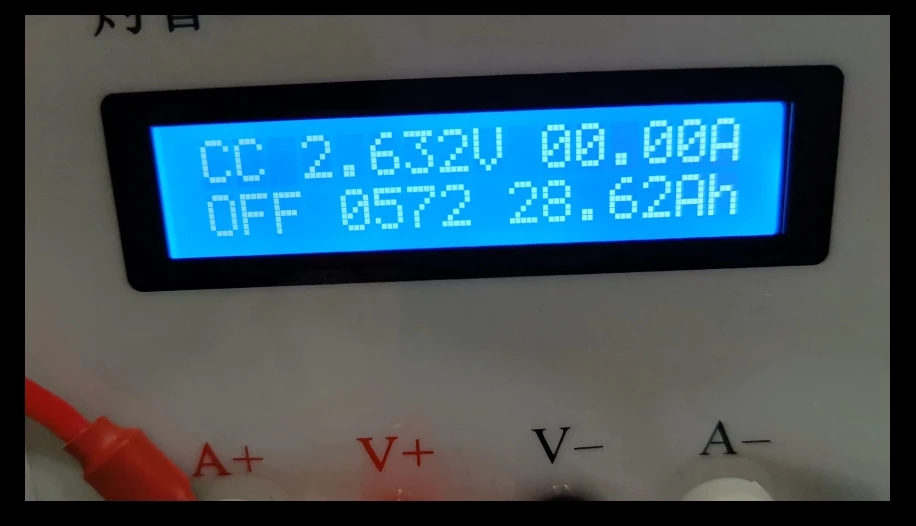 CC 2.632V 00.00A
OFF 0572 28.62Ah
A+ V+ V− A−